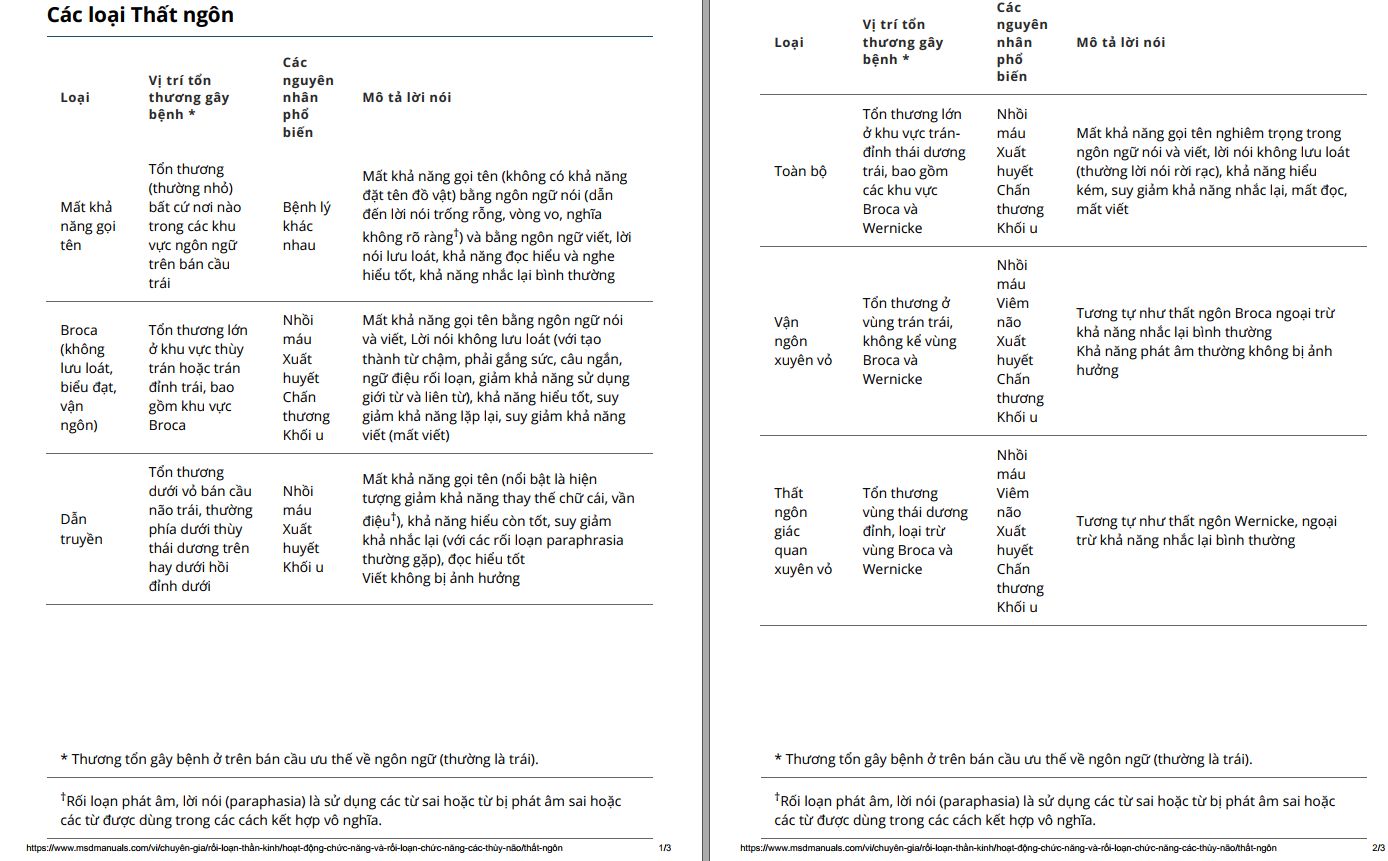 Các loại Thất ngôn
Loại
Vị trí tổn
thương gây
bệnh *
Các
nguyên
nhân
phổ
biến
Mô tả lời nói
Mất khả
năng gọi
tên
Tổn thương
(thường nhỏ)
bất cứ nơi nào
trong các khu
vực ngôn ngữ
trên bán cầu
trái
Bệnh lý
khác
nhau
Mất khả năng gọi tên (không có khả năng
đặt tên đồ vật) bằng ngôn ngữ nói (dẫn
đến lời nói trống rỗng, vòng vo, nghĩa
không rõ ràng†) và bằng ngôn ngữ viết, lời
nói lưu loát, khả năng đọc hiểu và nghe
hiểu tốt, khả năng nhắc lại bình thường
Broca
(không
lưu loát,
biểu đạt,
vận
ngôn)
Tổn thương lớn
ở khu vực thùy
trán hoặc trán
đỉnh trái, bao
gồm khu vực
Broca
Nhồi
máu
Xuất
huyết
Chấn
thương
Khối u
Mất khả năng gọi tên bằng ngôn ngữ nói
và viết, Lời nói không lưu loát (với tạo
thành từ chậm, phải gắng sức, câu ngắn,
ngữ điệu rối loạn, giảm khả năng sử dụng
giới từ và liên từ), khả năng hiểu tốt, suy
giảm khả năng lặp lại, suy giảm khả năng
viết (mất viết)
Dẫn
truyền
Tổn thương
dưới vỏ bán cầu
não trái, thường
phía dưới thùy
thái dương trên
hay dưới hồi
đỉnh dưới
Nhồi
máu
Xuất
huyết
Khối u
Mất khả năng gọi tên (nổi bật là hiện
tượng giảm khả năng thay thế chữ cái, vần
điệu†), khả năng hiểu còn tốt, suy giảm
khả nhắc lại (với các rối loạn paraphrasia
thường gặp), đọc hiểu tốt
Viết không bị ảnh hưởng
* Thương tổn gây bệnh ở trên bán cầu ưu thế về ngôn ngữ (thường là trái).
†Rối loạn phát âm, lời nói (paraphasia) là sử dụng các từ sai hoặc từ bị phát âm sai hoặc
các từ được dùng trong các cách kết hợp vô nghĩa.
https://www.msdmanuals.com/vi/chuyên-gia/rối-loạn-thần-kinh/hoạt-động-chức-năng-và-rối-loạn-chức-năng-các-thùy-não/thất-ngôn 1/3
Loại
Vị trí tổn
thương gây
bệnh *
Các
nguyên
nhân
phổ
biến
Mô tả lời nói
Toàn bộ
Tổn thương lớn
ở khu vực trán-
đỉnh thái dương
trái, bao gồm
các khu vực
Broca và
Wernicke
Nhồi
máu
Xuất
huyết
Chấn
thương
Khối u
Mất khả năng gọi tên nghiêm trọng trong
ngôn ngữ nói và viết, lời nói không lưu loát
(thường lời nói rời rạc), khả năng hiểu
kém, suy giảm khả năng nhắc lại, mất đọc,
mất viết
Vận
ngôn
xuyên vỏ
Tổn thương ở
vùng trán trái,
không kể vùng
Broca và
Wernicke
Nhồi
máu
Viêm
não
Xuất
huyết
Chấn
thương
Khối u
Tương tự như thất ngôn Broca ngoại trừ
khả năng nhắc lại bình thường
Khả năng phát âm thường không bị ảnh
hưởng
Thất
ngôn
giác
quan
xuyên vỏ
Tổn thương
vùng thái dương
đỉnh, loại trừ
vùng Broca và
Wernicke
Nhồi
máu
Viêm
não
Xuất
huyết
Chấn
thương
Khối u
Tương tự như thất ngôn Wernicke, ngoại
trừ khả năng nhắc lại bình thường
* Thương tổn gây bệnh ở trên bán cầu ưu thế về ngôn ngữ (thường là trái).
†Rối loạn phát âm, lời nói (paraphasia) là sử dụng các từ sai hoặc từ bị phát âm sai hoặc
các từ được dùng trong các cách kết hợp vô nghĩa.
https://www.msdmanuals.com/vi/chuyên-gia/rối-loạn-thần-kinh/hoạt-động-chức-năng-và-rối-loạn-chức-năng-các-thùy-não/thất-ngôn 2/3